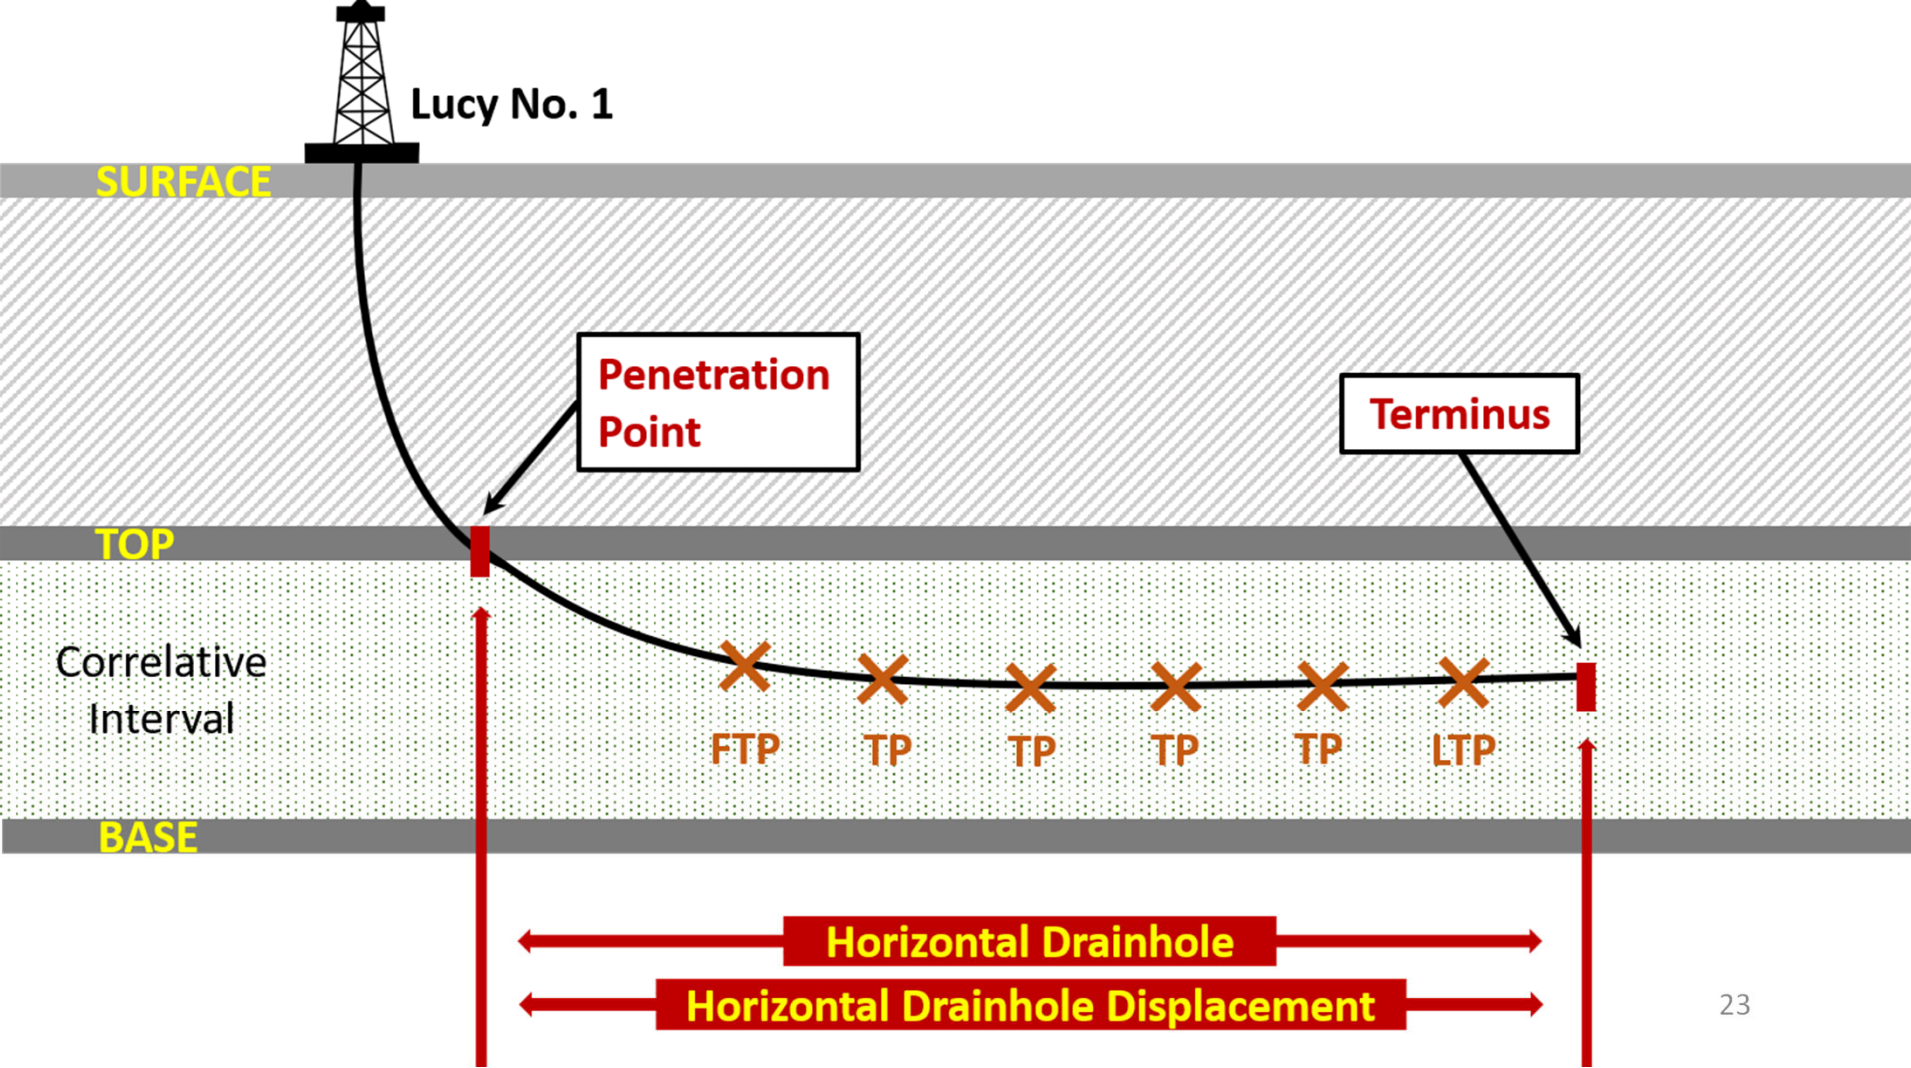 Lucy No. 1
SURFACE
Penetration
Point
Terminus
TOP
Correlative
Interval
FTP
TP
TP
TP
TP
LTP
BASE
Horizontal Drainhole
Horizontal Drainhole Displacement
23